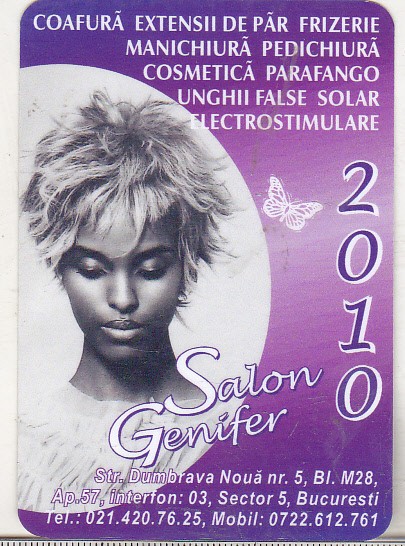 COAFURĂ EXTENSII DE PĂR FRIZERIE
MANICHIURĂ PEDICHIURĂ
COSMETICĂ PARAFANGO
UNGHII FALSE SOLAR
ELECTROSTIMULARE
2010
Salon
Genifer
Str. Dumbrava Nouă nr. 5, Bl. M28,
Ap.57, interfon: 03, Sector 5, Bucuresti
Tel.: 021.420.76.25, Mobil: 0722.612.761